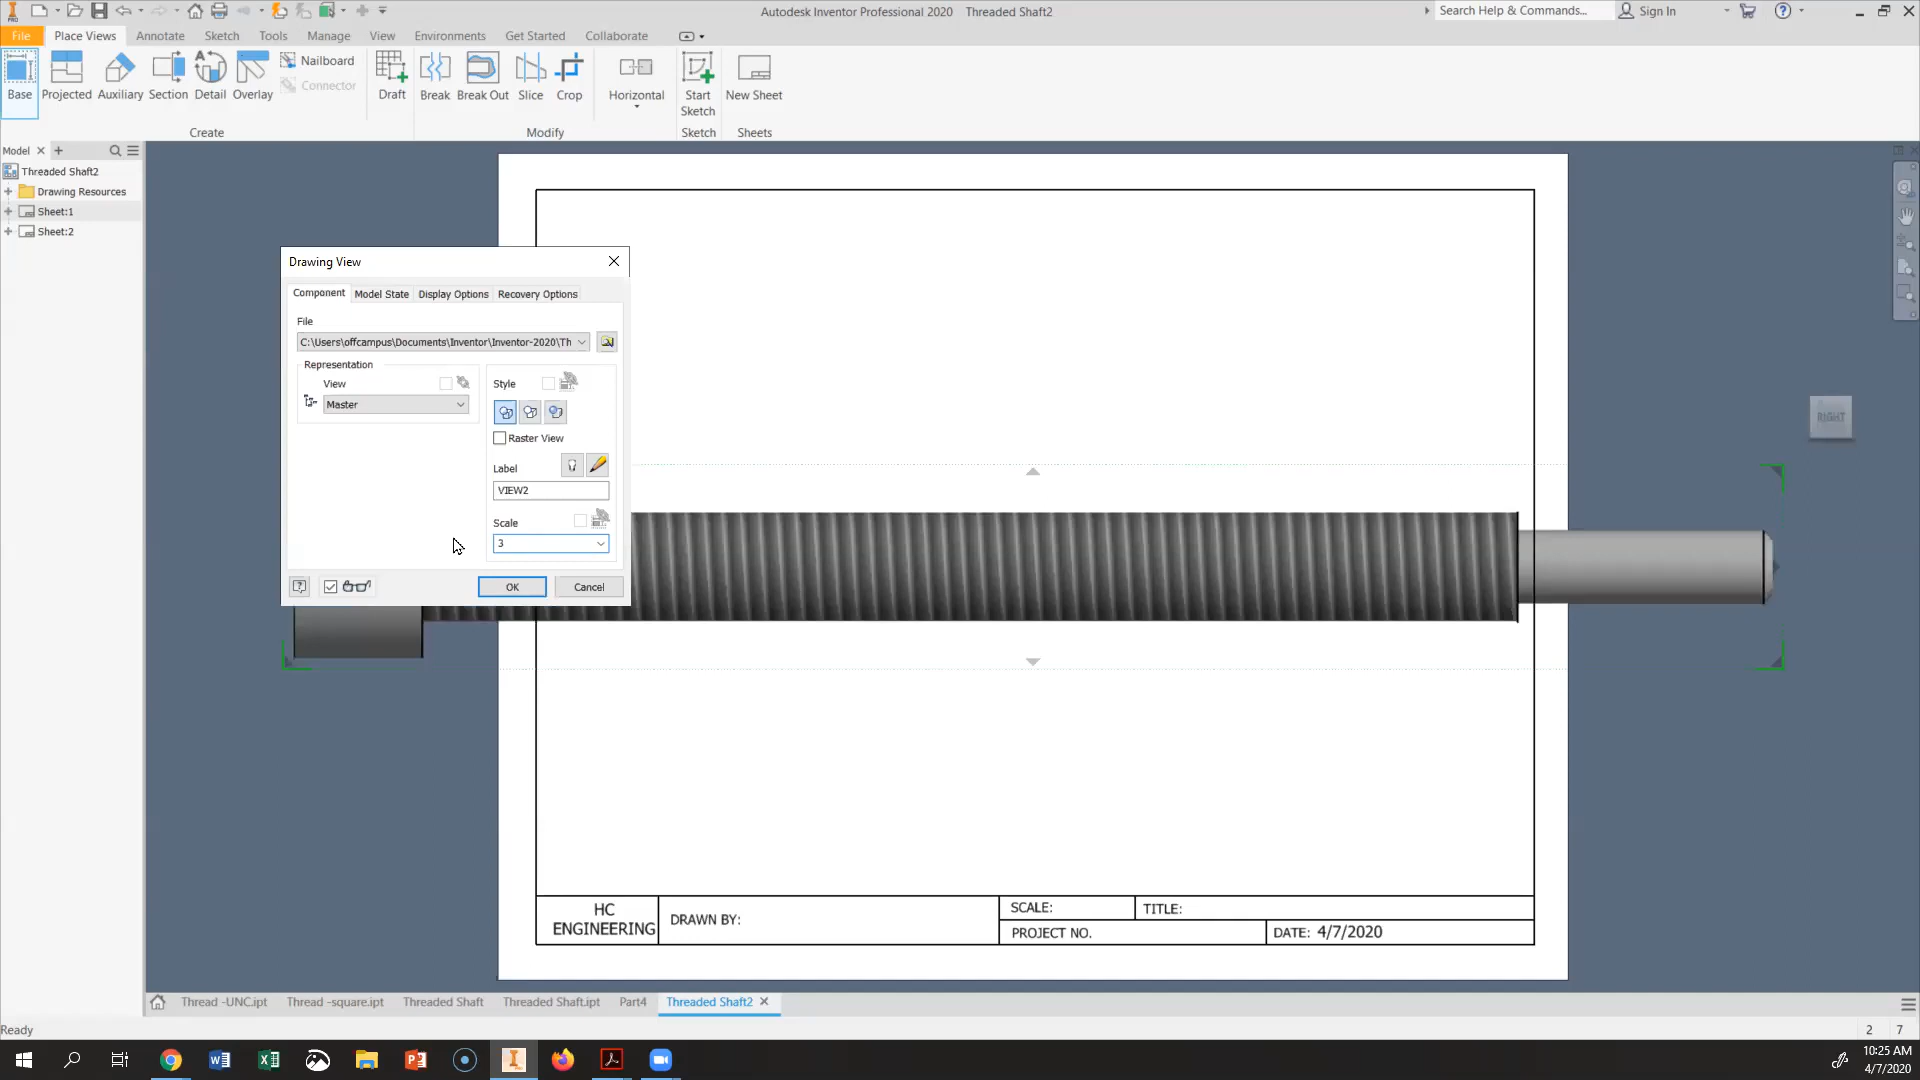 Autodesk Inventor Professional 2020 Threaded Shaft2
Search Help & Commands...
Sign In
PRO
File
Place Views
Annotate
Sketch
Tools
Manage
View
Environments
Get Started
Collaborate
Base
Projected
Auxiliary
Section
Detail
Overlay
Nailboard
Connector
Draft
Break
Break Out
Slice
Crop
Horizontal
Start
Sketch
New Sheet
Create
Modify
Sketch
Sheets
Model
Threaded Shaft2
Drawing Resources
Sheet:1
Sheet:2
Drawing View
Component
Model State
Display Options
Recovery Options
File
C:\Users\offcampus\Documents\Inventor\Inventor-2020\Th
Representation
View
Master
Style
Raster View
Label
VIEW2
Scale
3
OK
Cancel
RIGHT
HC
ENGINEERING
DRAWN BY:
SCALE:
TITLE:
PROJECT NO.
DATE: 4/7/2020
Thread -UNC.ipt
Thread -square.ipt
Threaded Shaft
Threaded Shaft.ipt
Part4
Threaded Shaft2
Ready
2 7
10:25 AM
4/7/2020